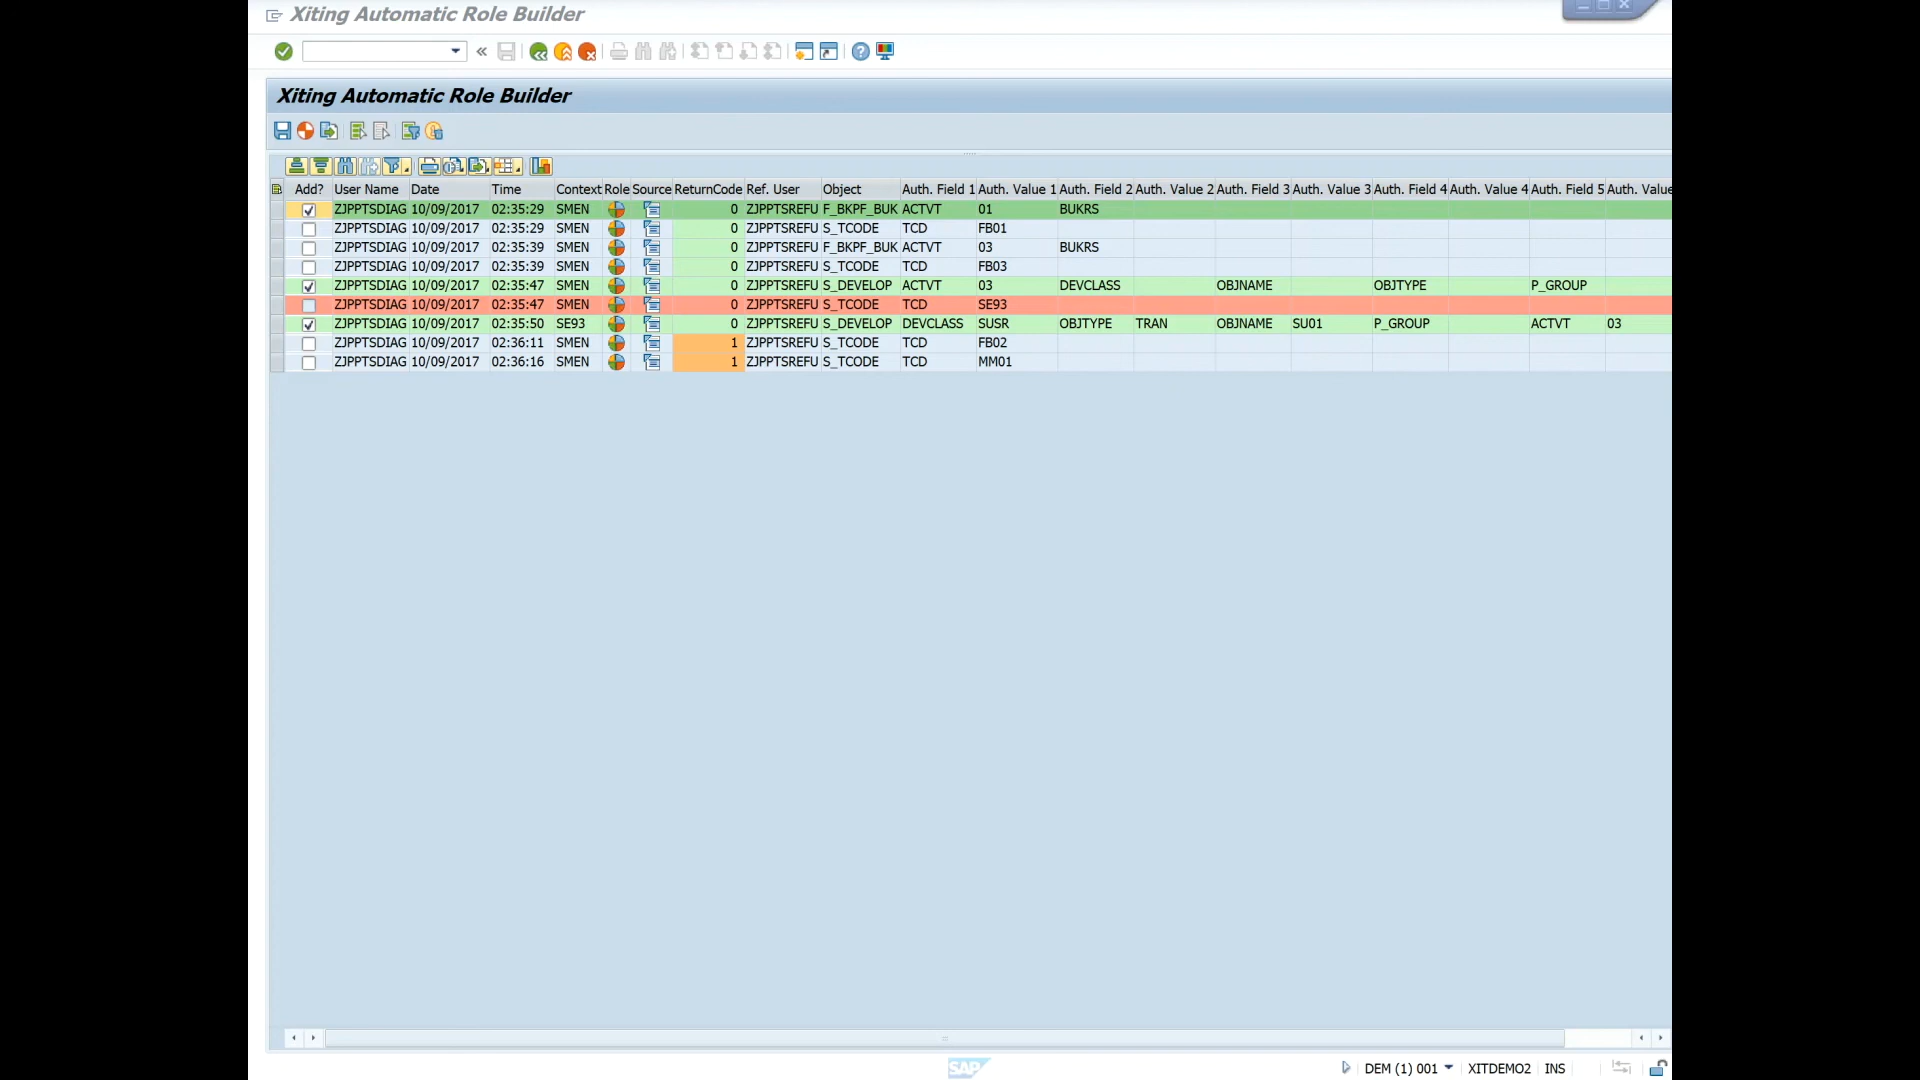 Xiting Automatic Role Builder
Xiting Automatic Role Builder
Add? User Name Date Time Context Role Source ReturnCode Ref. User Object Auth. Field 1 Auth. Value 1 Auth. Field 2 Auth. Value 2 Auth. Field 3 Auth. Value 3 Auth. Field 4 Auth. Value 4 Auth. Field 5 Auth. Value
ZJPPTSDIAG 10/09/2017 02:35:29 SMEN 0 ZJPPTSREFU F_BKPF_BUK ACTVT 01 BUKRS
ZJPPTSDIAG 10/09/2017 02:35:29 SMEN 0 ZJPPTSREFU S_TCODE TCD FB01
ZJPPTSDIAG 10/09/2017 02:35:39 SMEN 0 ZJPPTSREFU F_BKPF_BUK ACTVT 03 BUKRS
ZJPPTSDIAG 10/09/2017 02:35:39 SMEN 0 ZJPPTSREFU S_TCODE TCD FB03
ZJPPTSDIAG 10/09/2017 02:35:47 SMEN 0 ZJPPTSREFU S_DEVELOP ACTVT 03 DEVCLASS OBJNAME OBJTYPE P_GROUP
ZJPPTSDIAG 10/09/2017 02:35:47 SMEN 0 ZJPPTSREFU S_TCODE TCD SE93
ZJPPTSDIAG 10/09/2017 02:35:50 SE93 0 ZJPPTSREFU S_DEVELOP DEVCLASS SUSR OBJTYPE TRAN OBJNAME SU01 P_GROUP ACTVT 03
ZJPPTSDIAG 10/09/2017 02:36:11 SMEN 1 ZJPPTSREFU S_TCODE TCD FB02
ZJPPTSDIAG 10/09/2017 02:36:16 SMEN 1 ZJPPTSREFU S_TCODE TCD MM01
SAP DEM (1) 001 XITDEMO2 INS